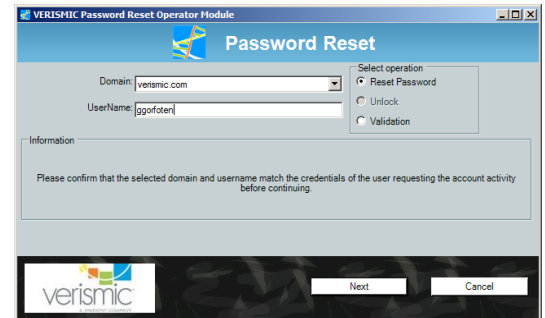 VERISMIC Password Reset Operator Module
Password Reset
Domain: verismic.com
UserName: ggorfoten
Select operation
Reset Password
Unlock
Validation
Information
Please confirm that the selected domain and username match the credentials of the user requesting the account activity
before continuing.
verismic
Next
Cancel